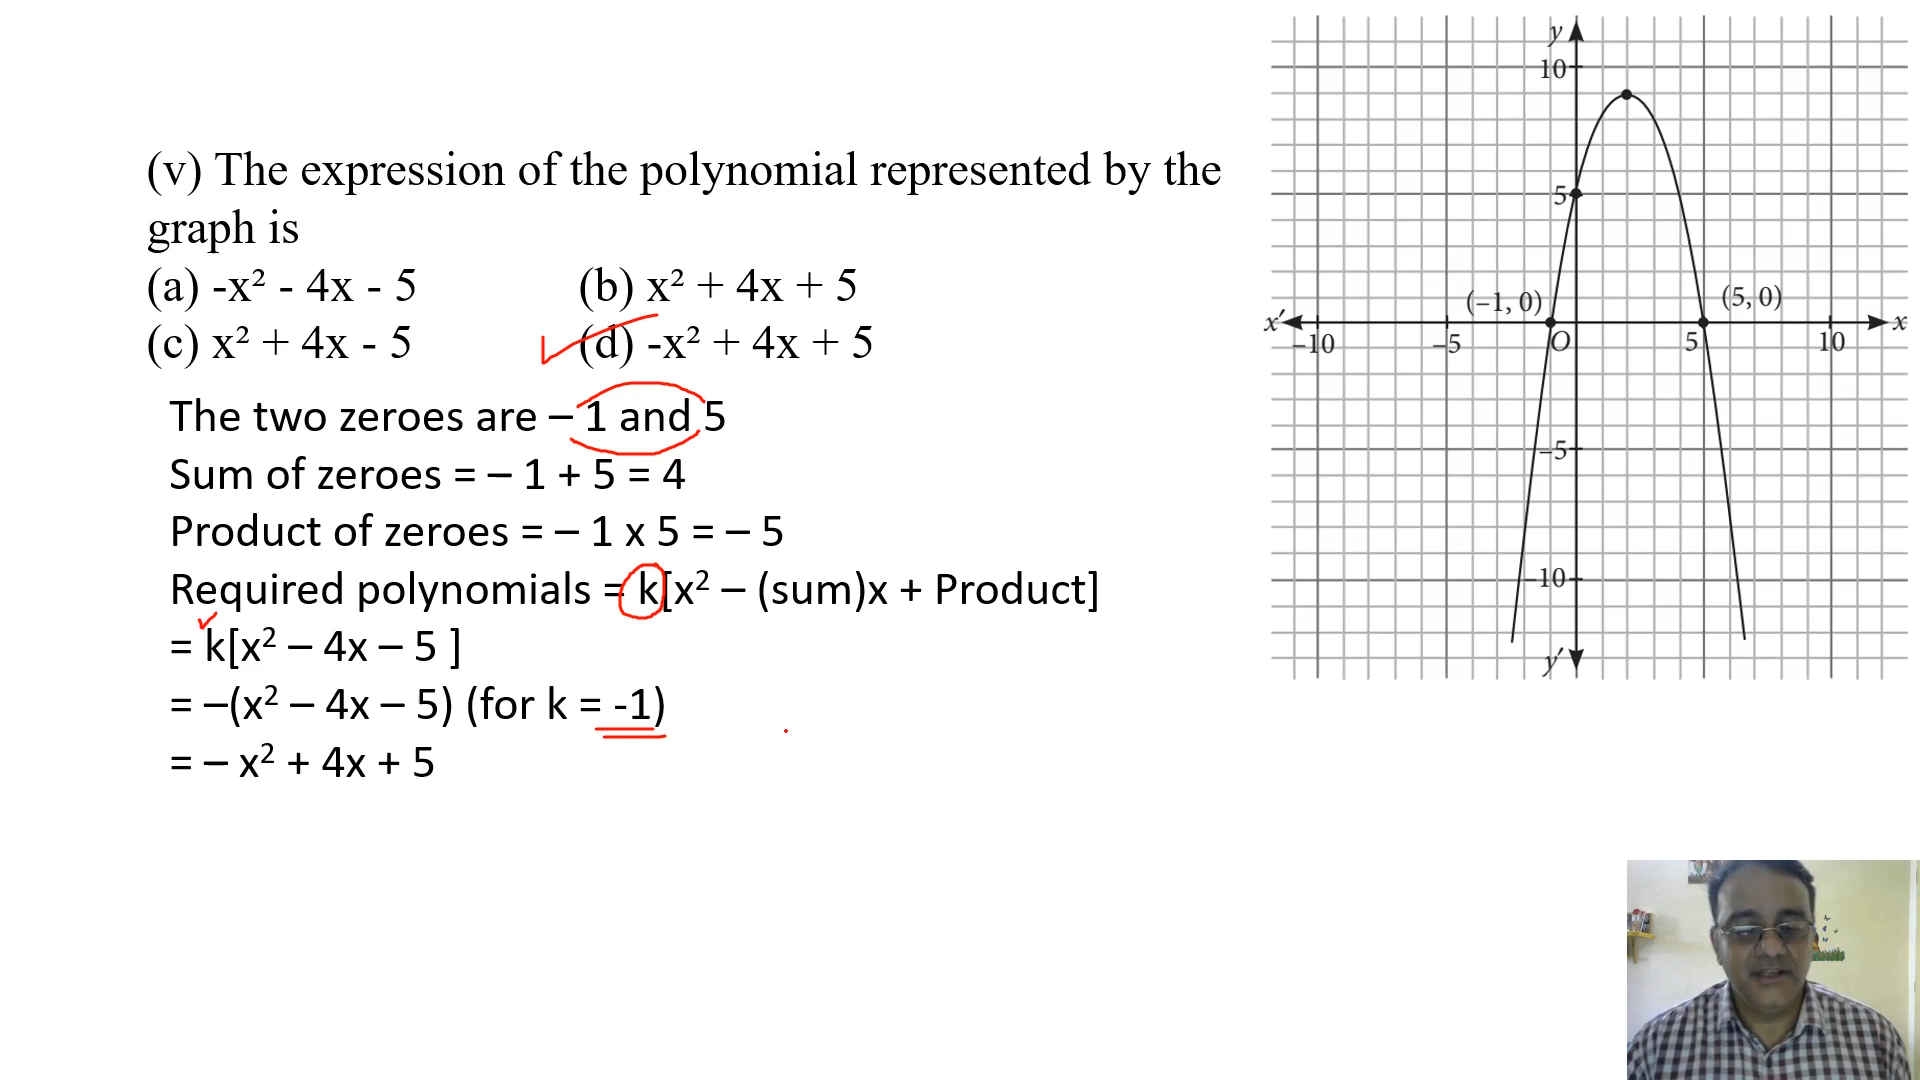 (v) The expression of the polynomial represented by the
graph is
(a) -x² - 4x - 5 (b) x² + 4x + 5
(c) x² + 4x - 5 (d) -x² + 4x + 5
The two zeroes are – 1 and 5
Sum of zeroes = – 1 + 5 = 4
Product of zeroes = – 1 x 5 = – 5
Required polynomials = k[x² – (sum)x + Product]
= k[x² – 4x – 5 ]
= –(x² – 4x – 5) (for k = -1)
= – x² + 4x + 5
y
10
5
(–1, 0) (5, 0)
x′ x
–10 –5 O 5 10
–5
–10
y′